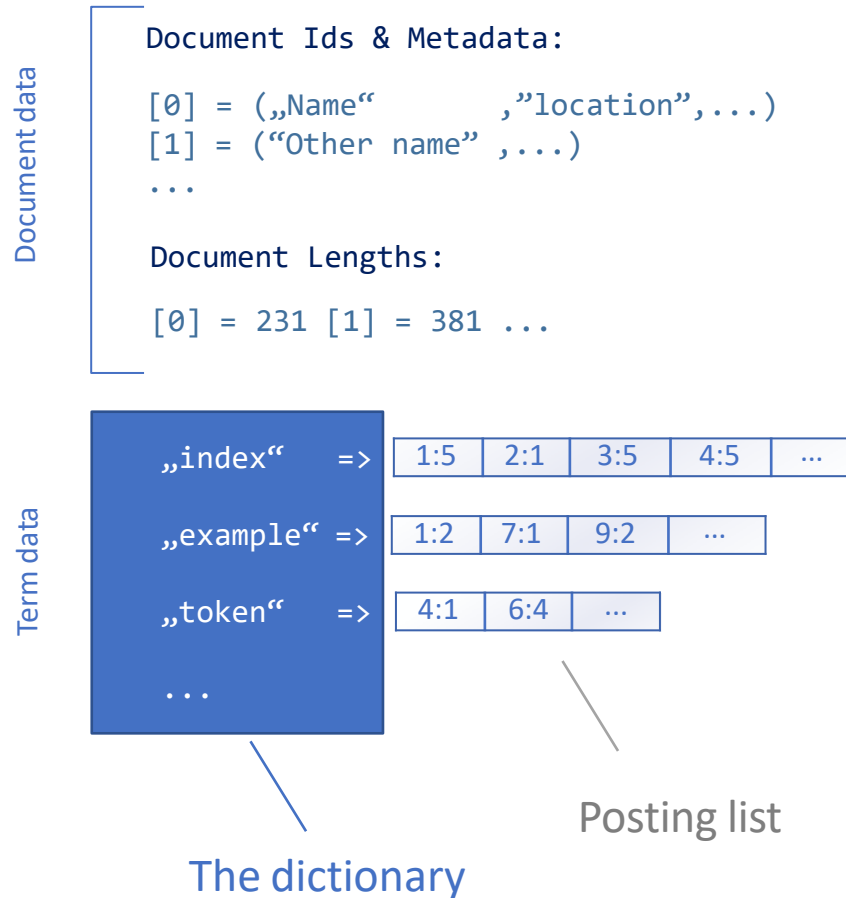 Document data
Document Ids & Metadata:
[0] = („Name“ ,”location”,...)
[1] = (“Other name” ,...)
...
Document Lengths:
[0] = 231 [1] = 381 ...
Term data
„index“ => 1:5 2:1 3:5 4:5 ...
„example“ => 1:2 7:1 9:2 ...
„token“ => 4:1 6:4 ...
...
Posting list
The dictionary